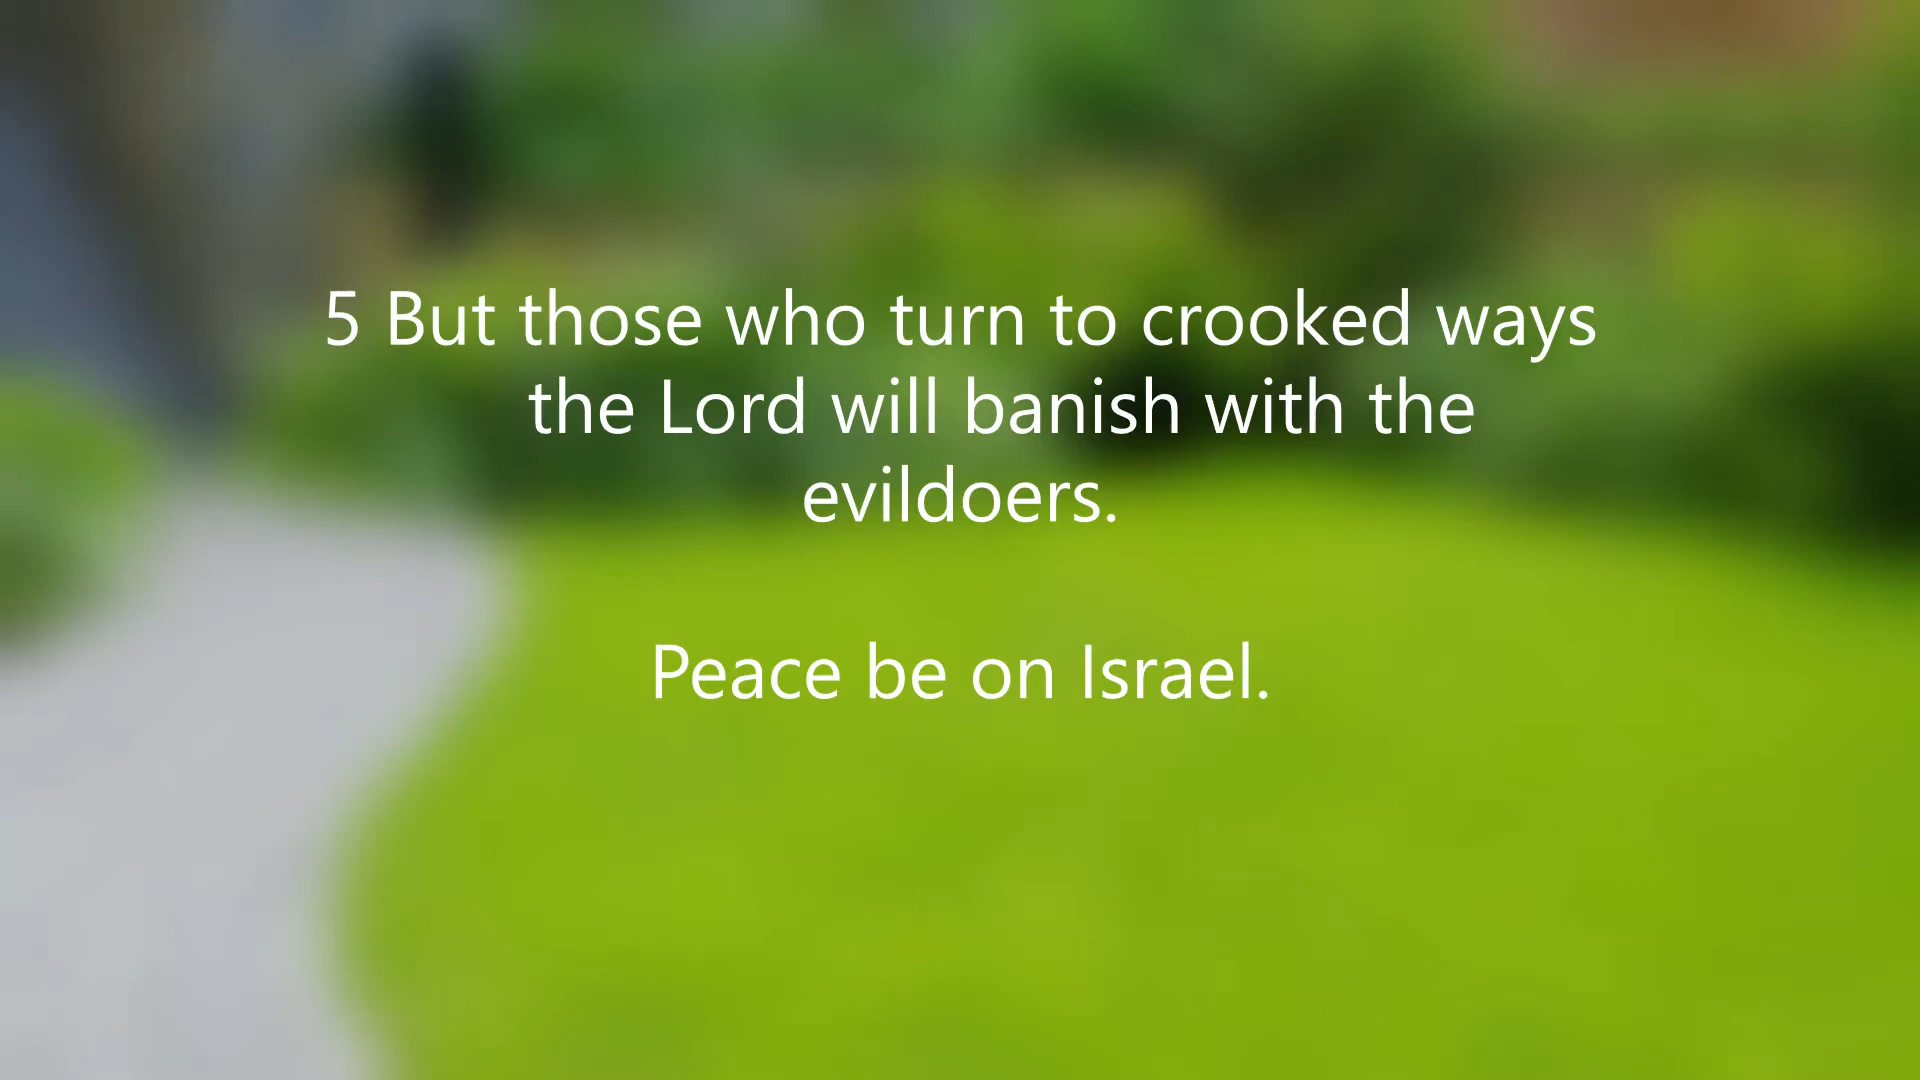 5 But those who turn to crooked ways
the Lord will banish with the
evildoers.
Peace be on Israel.